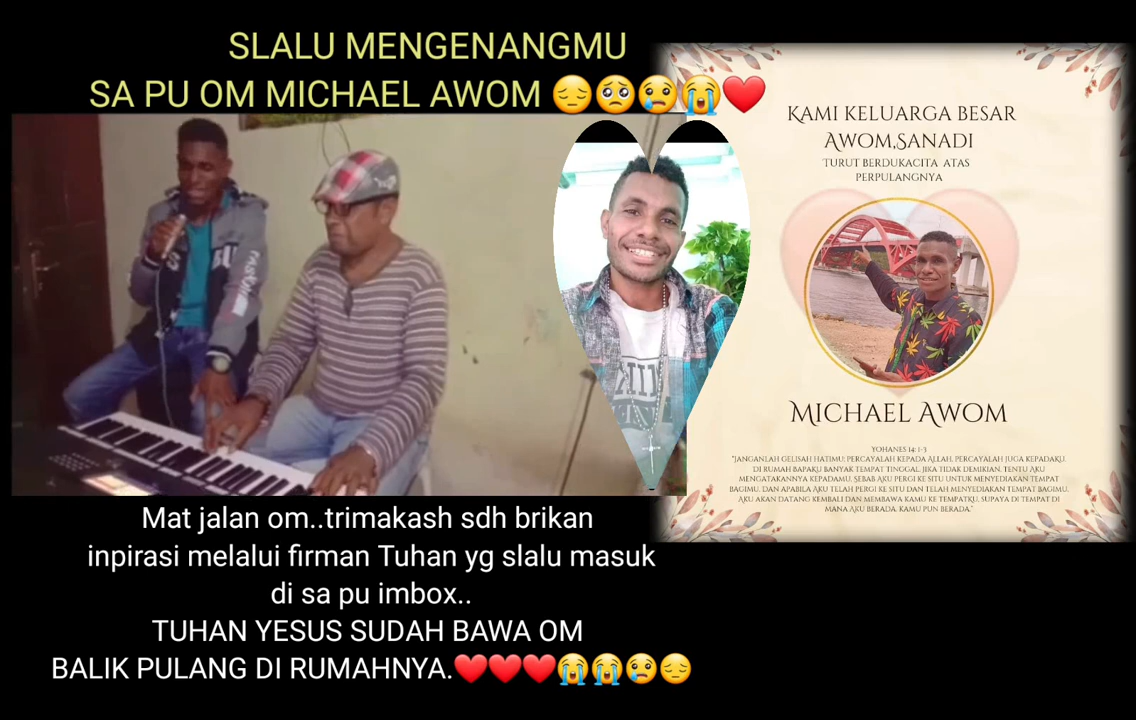 SLALU MENGENANGMU
SA PU OM MICHAEL AWOM 😔🥺😢😭❤️
KAMI KELUARGA BESAR
AWOM,SANADI
TURUT BERDUKACITA ATAS
PERPULANGNYA
MICHAEL AWOM
YOHANES 14: 1-3
"JANGANLAH GELISAH HATIMU; PERCAYALAH KEPADA ALLAH, PERCAYALAH JUGA KEPADAKU.
DI RUMAH BAPAKU BANYAK TEMPAT TINGGAL. JIKA TIDAK DEMIKIAN, TENTU AKU
MENGATAKANNYA KEPADAMU. SEBAB AKU PERGI KE SITU UNTUK MENYEDIAKAN TEMPAT
BAGIMU. DAN APABILA AKU TELAH PERGI KE SITU DAN TELAH MENYEDIAKAN TEMPAT BAGIMU,
AKU AKAN DATANG KEMBALI DAN MEMBAWA KAMU KE TEMPATKU, SUPAYA DI TEMPAT DI
MANA AKU BERADA, KAMU PUN BERADA."
Mat jalan om..trimakash sdh brikan
inpirasi melalui firman Tuhan yg slalu masuk
di sa pu imbox..
TUHAN YESUS SUDAH BAWA OM
BALIK PULANG DI RUMAHNYA.❤️❤️❤️😭😭😢😔